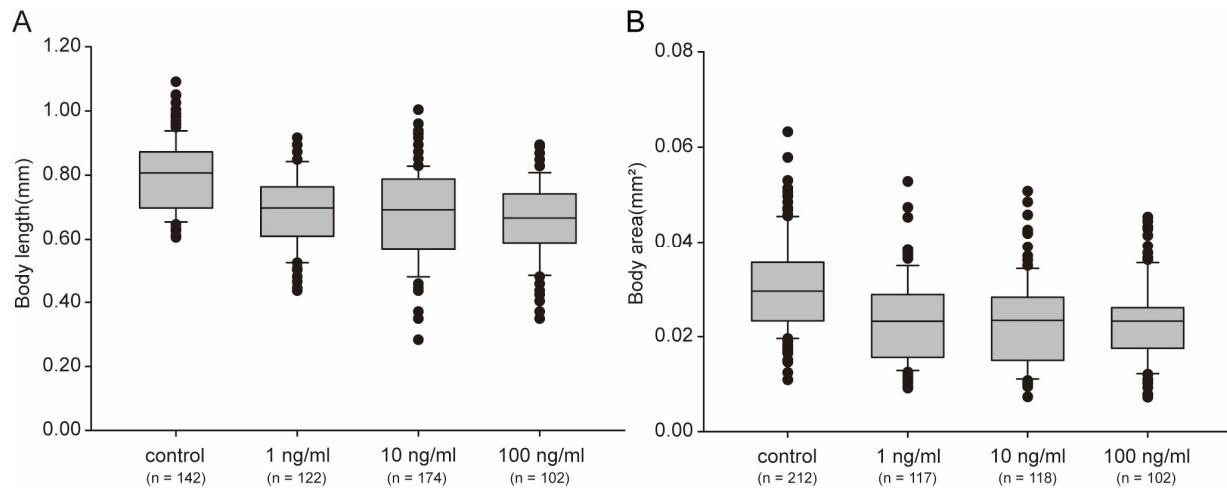 A
Body length(mm)
1.20
1.00
0.80
0.60
0.40
0.20
0.00
control
(n = 142)
1 ng/ml
(n = 122)
10 ng/ml
(n = 174)
100 ng/ml
(n = 102)
B
Body area(mm²)
0.08
0.06
0.04
0.02
0.00
control
(n = 212)
1 ng/ml
(n = 117)
10 ng/ml
(n = 118)
100 ng/ml
(n = 102)